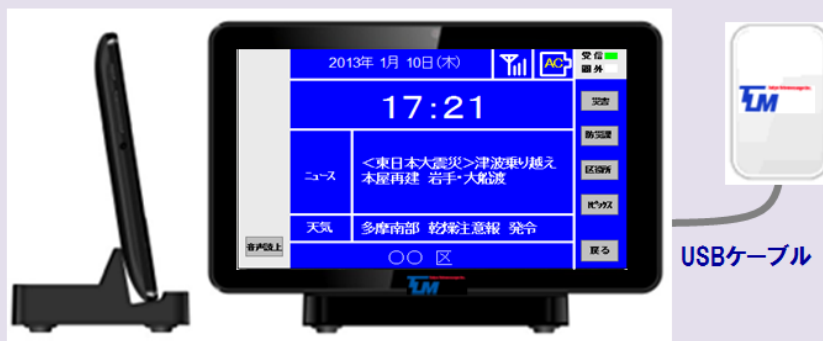 2013年 1月 10日(木)
AC
受信
圏外
17:21
災害
防災課
区役所
ﾄﾋﾟｯｸｽ
戻る
ニュース
<東日本大震災>津波乗り越え
本屋再建 岩手・大船渡
天気
多摩南部 乾燥注意報 発令
音声読上
○○ 区
TLM
TLM
USBケーブル